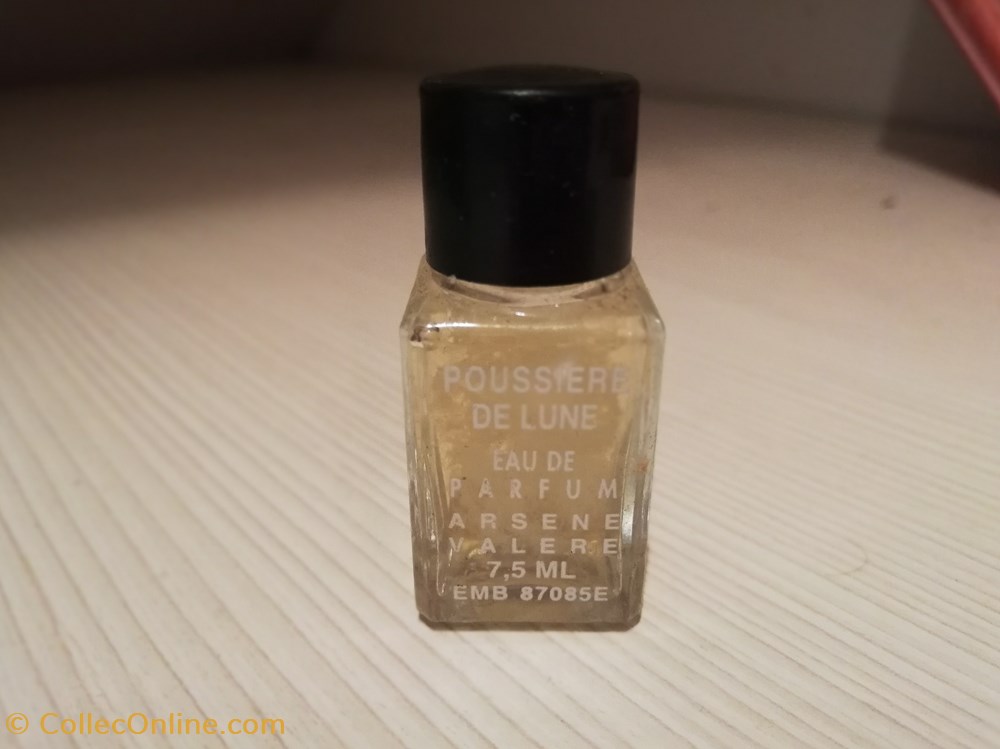 POUSSIERE
DE LUNE
EAU DE
PARFUM
ARSENE
VALERE
7,5 ML
EMB 87085E
© CollecOnline.com